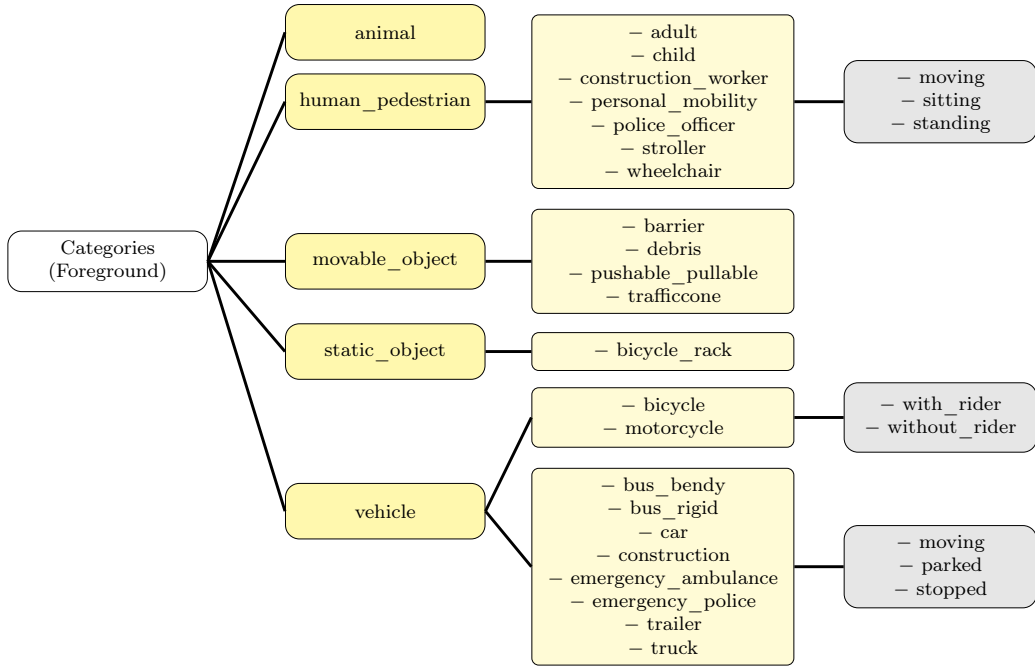 Categories
(Foreground)
animal
human_pedestrian
− adult
− child
− construction_worker
− personal_mobility
− police_officer
− stroller
− wheelchair
− moving
− sitting
− standing
movable_object
− barrier
− debris
− pushable_pullable
− trafficcone
static_object
− bicycle_rack
vehicle
− bicycle
− motorcycle
− with_rider
− without_rider
− bus_bendy
− bus_rigid
− car
− construction
− emergency_ambulance
− emergency_police
− trailer
− truck
− moving
− parked
− stopped